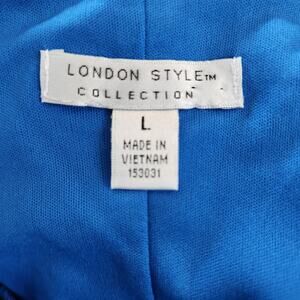 LONDON STYLE™
COLLECTION
L
MADE IN
VIETNAM
153031